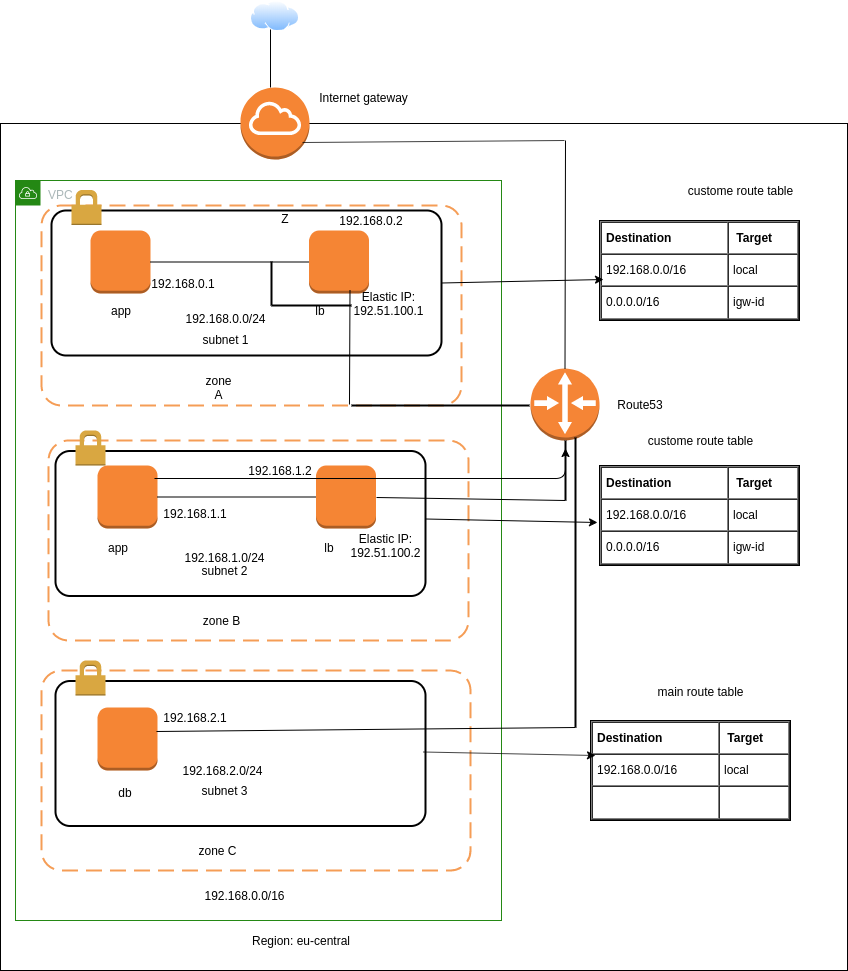 Internet gateway
VPC
Z
192.168.0.2
192.168.0.1
app
lb
Elastic IP:
192.51.100.1
192.168.0.0/24
subnet 1
zone
A
custome route table
Destination Target
192.168.0.0/16 local
0.0.0.0/16 igw-id
Route53
192.168.1.2
192.168.1.1
app
lb
Elastic IP:
192.51.100.2
192.168.1.0/24
subnet 2
zone B
custome route table
Destination Target
192.168.0.0/16 local
0.0.0.0/16 igw-id
192.168.2.1
192.168.2.0/24
db
subnet 3
zone C
main route table
Destination Target
192.168.0.0/16 local
192.168.0.0/16
Region: eu-central